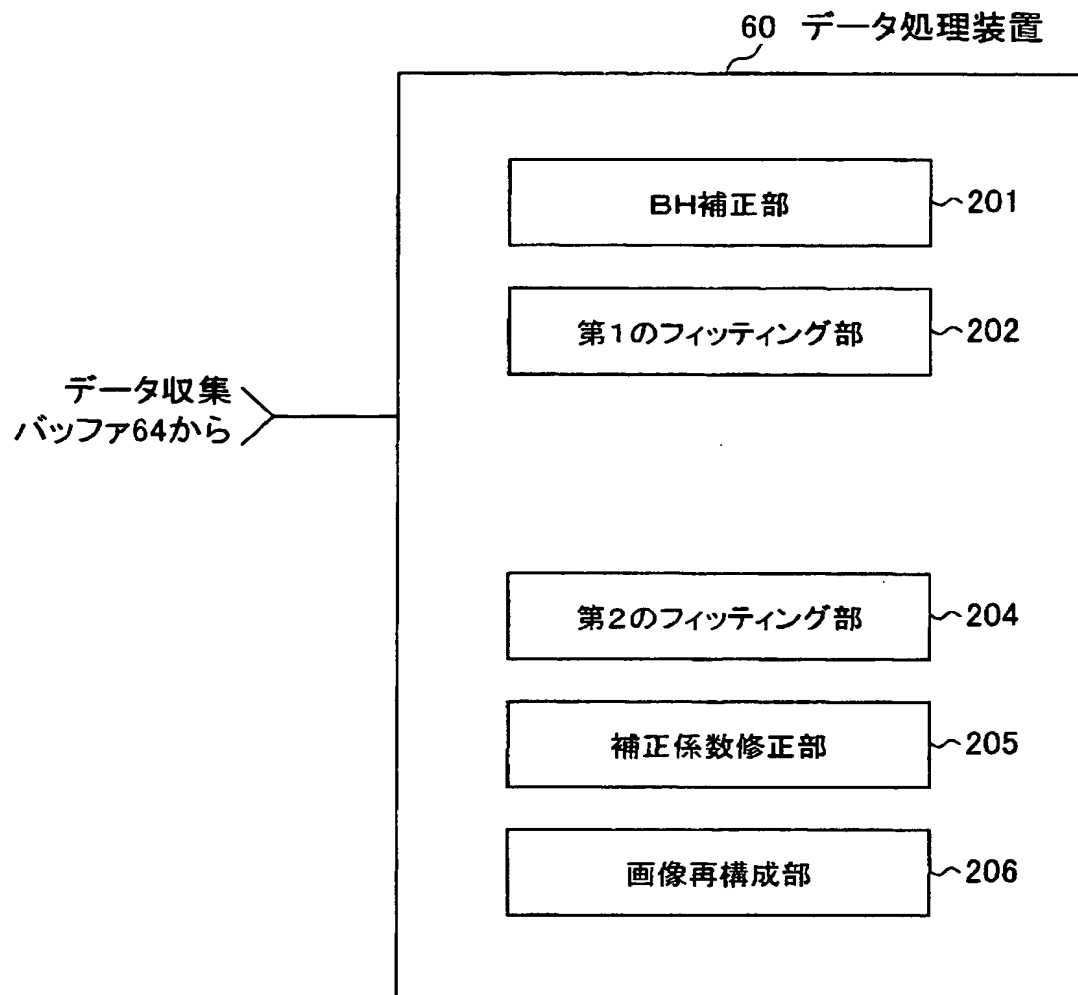 60 データ処理装置
BH補正部
201
第1のフィッティング部
202
データ収集
バッファ64から
第2のフィッティング部
204
補正係数修正部
205
画像再構成部
206